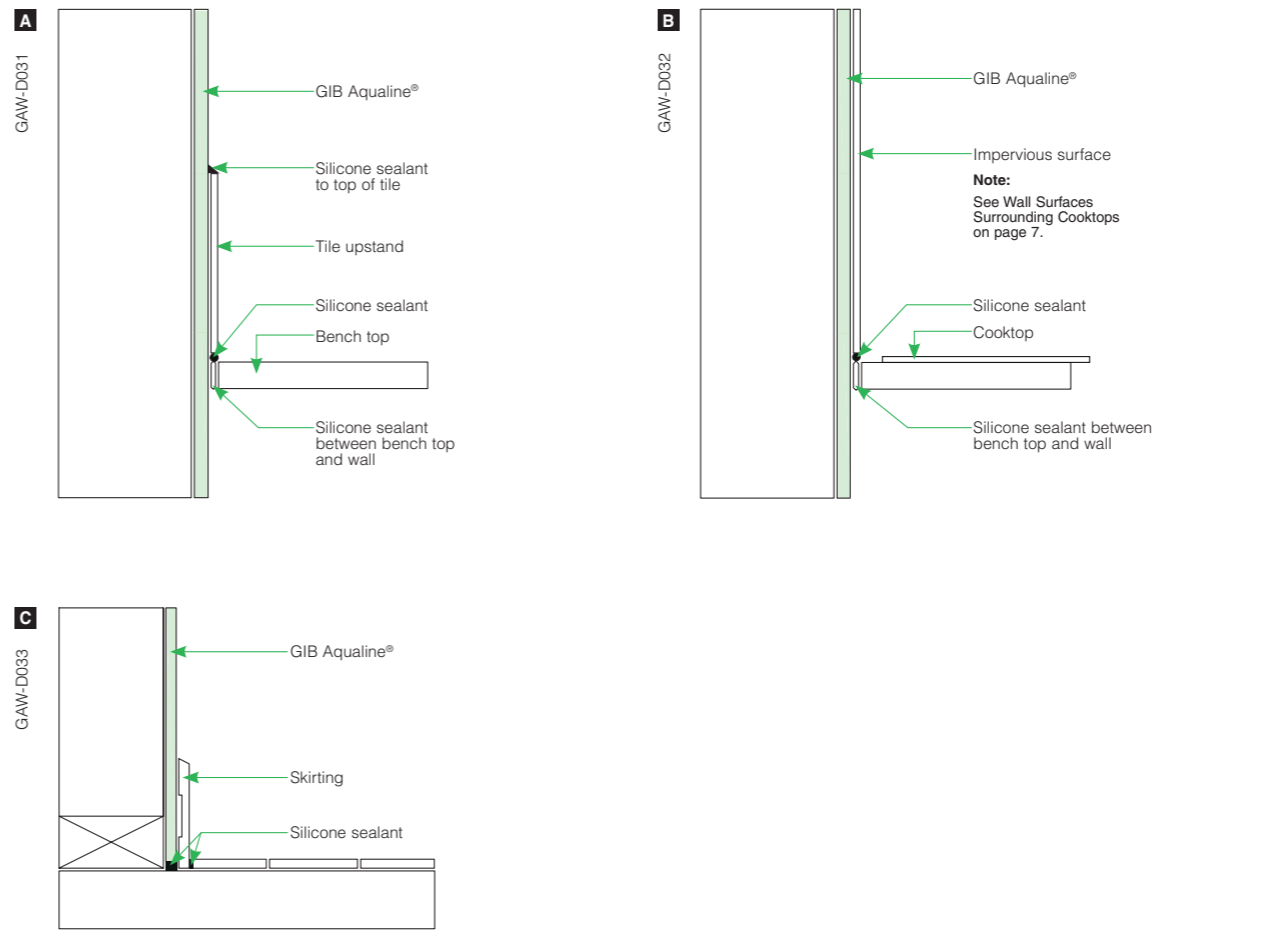 A
GAW-D031
GIB Aqualine®
Silicone sealant
to top of tile
Tile upstand
Silicone sealant
Bench top
Silicone sealant
between bench top
and wall
B
GAW-D032
GIB Aqualine®
Impervious surface
Note:
See Wall Surfaces
Surrounding Cooktops
on page 7.
Silicone sealant
Cooktop
Silicone sealant between
bench top and wall
C
GAW-D033
GIB Aqualine®
Skirting
Silicone sealant